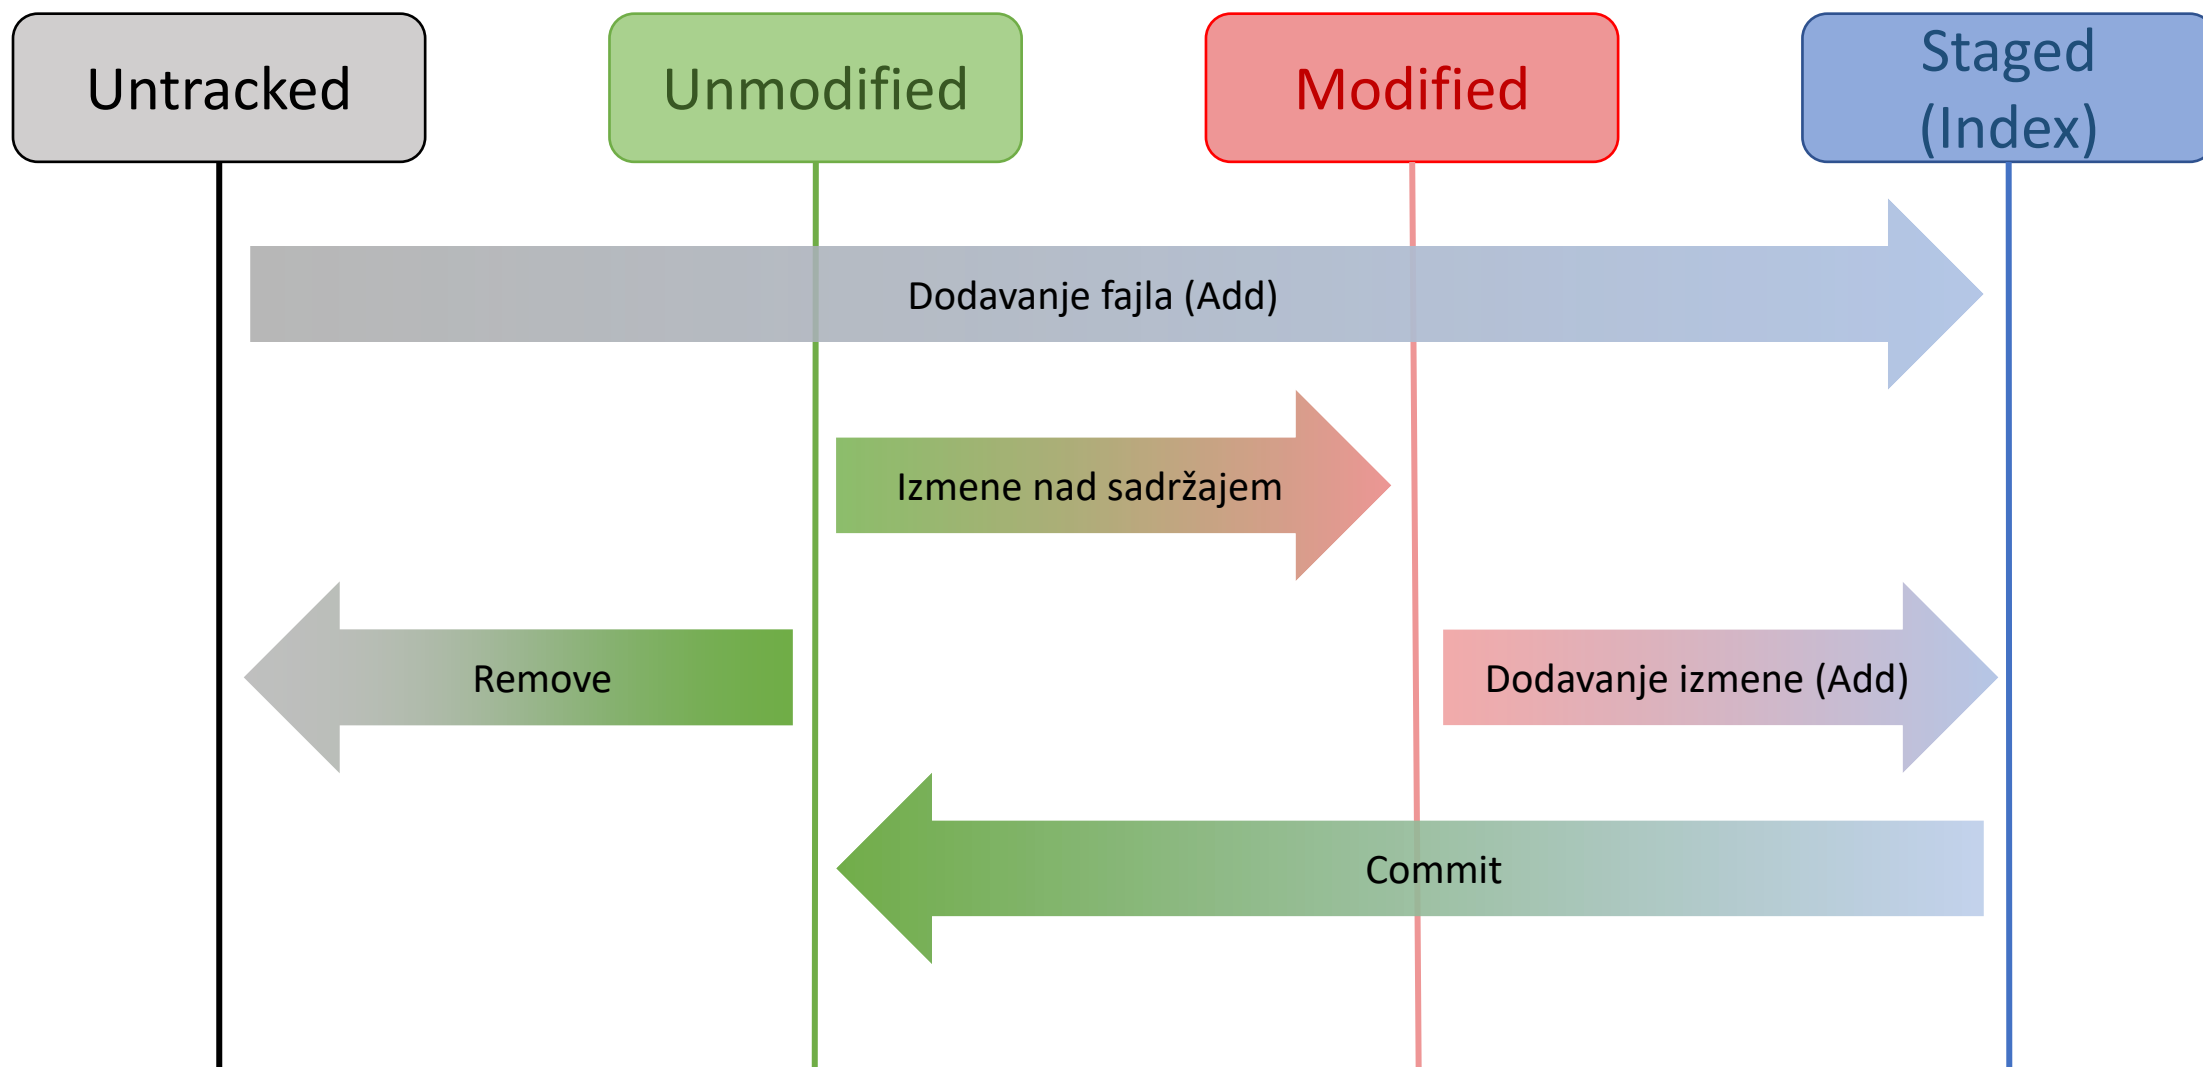 Untracked
Unmodified
Modified
Staged
(Index)
Dodavanje fajla (Add)
Izmene nad sadržajem
Remove
Dodavanje izmene (Add)
Commit